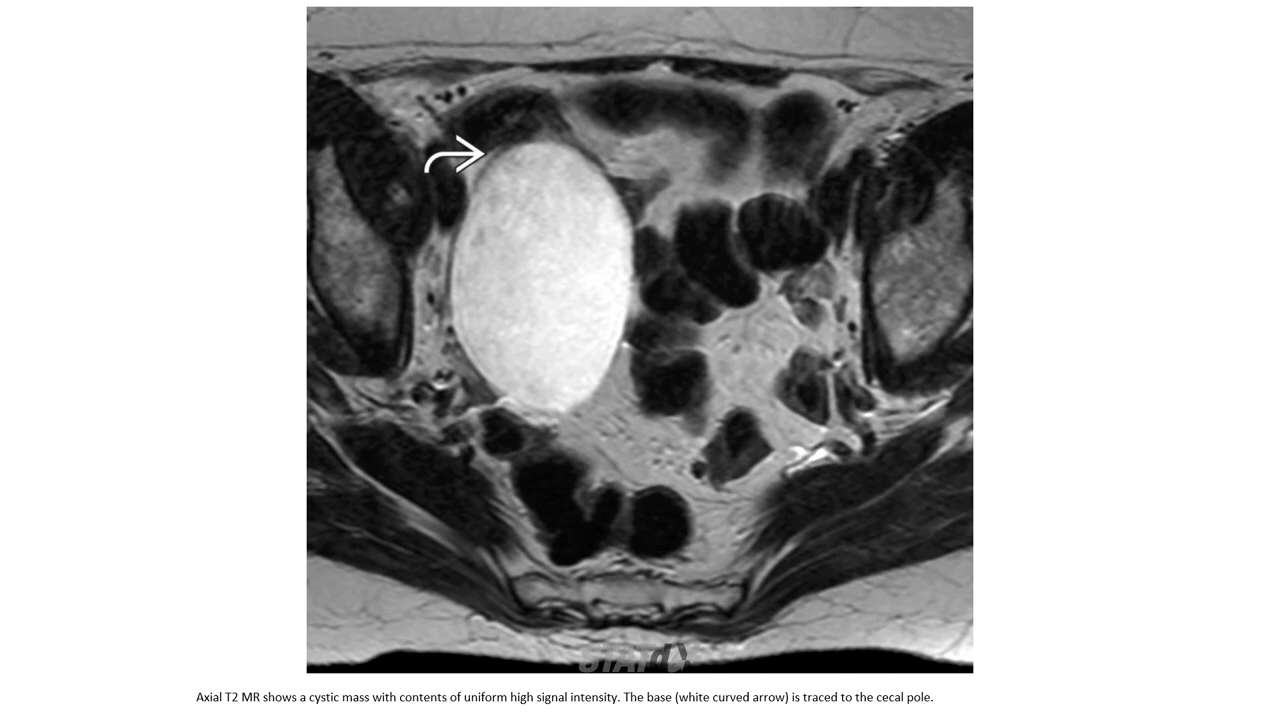 Axial T2 MR shows a cystic mass with contents of uniform high signal intensity. The base (white curved arrow) is traced to the cecal pole.